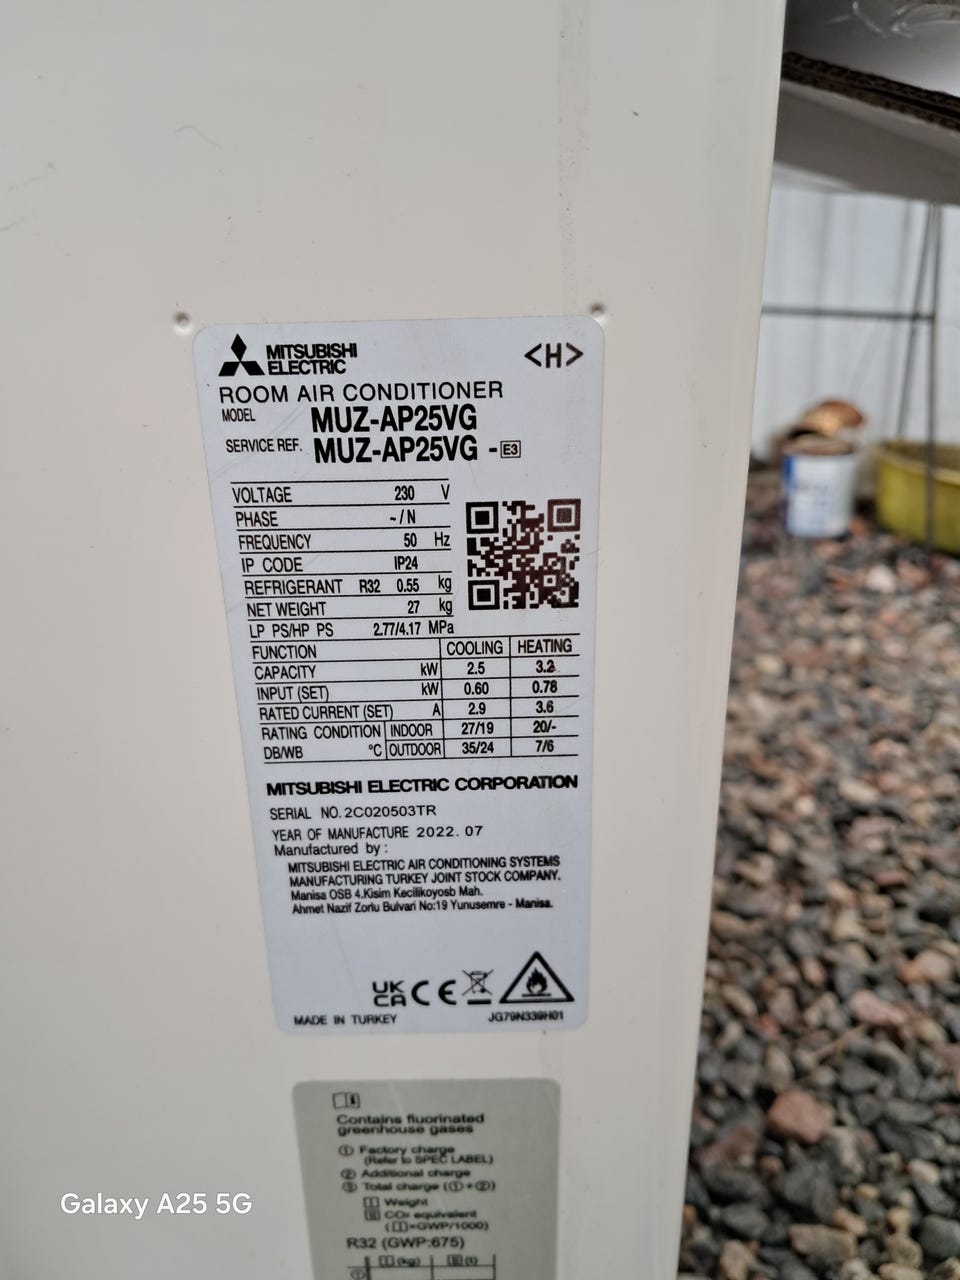 MITSUBISHI
ELECTRIC
<H>
ROOM AIR CONDITIONER
MODEL MUZ-AP25VG
SERVICE REF. MUZ-AP25VG - E3
VOLTAGE 230 V
PHASE ~/N
FREQUENCY 50 Hz
IP CODE IP24
REFRIGERANT R32 0.55 kg
NET WEIGHT 27 kg
LP PS/HP PS 2.77/4.17 MPa
FUNCTION COOLING HEATING
CAPACITY kW 2.5 3.2
INPUT (SET) kW 0.60 0.78
RATED CURRENT (SET) A 2.9 3.6
RATING CONDITION INDOOR 27/19 20/-
DB/WB °C OUTDOOR 35/24 7/6
MITSUBISHI ELECTRIC CORPORATION
SERIAL NO. 2C020503TR
YEAR OF MANUFACTURE 2022.07
Manufactured by :
MITSUBISHI ELECTRIC AIR CONDITIONING SYSTEMS
MANUFACTURING TURKEY JOINT STOCK COMPANY.
Manisa OSB 4.Kisim Kecilikoyosb Mah.
Ahmet Nazif Zorlu Bulvari No:19 Yunusemre - Manisa.
UK
CA CE
MADE IN TURKEY JG79N339H01
Contains fluorinated
greenhouse gases
① Factory charge
(Refer to SPEC LABEL)
② Additional charge
③ Total charge (①+②)
Weight
CO₂ equivalent
×GWP/1000)
R32 (GWP:675)
(kg) (t)
①
Galaxy A25 5G